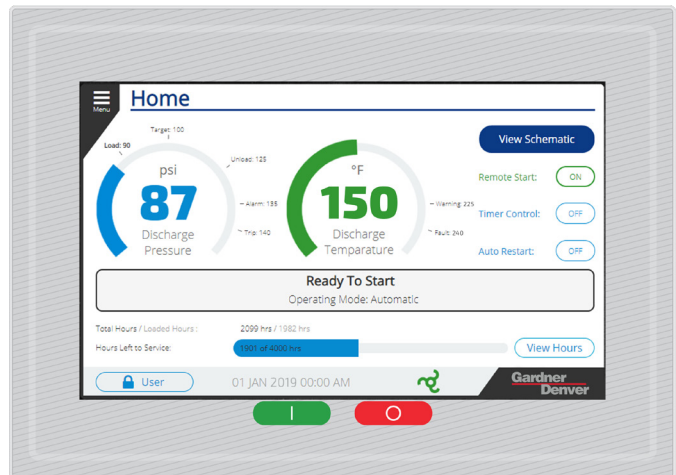 Menu
Home
Target: 100
Load: 90
Unload: 125
psi
87
Discharge
Pressure
Alarm: 135
Trip: 140
°F
150
Discharge
Temparature
Warning: 225
Fault: 240
View Schematic
Remote Start: ON
Timer Control: OFF
Auto Restart: OFF
Ready To Start
Operating Mode: Automatic
Total Hours / Loaded Hours : 2099 hrs / 1982 hrs
Hours Left to Service: 1901 of 4000 hrs
View Hours
User
01 JAN 2019 00:00 AM
Gardner
Denver